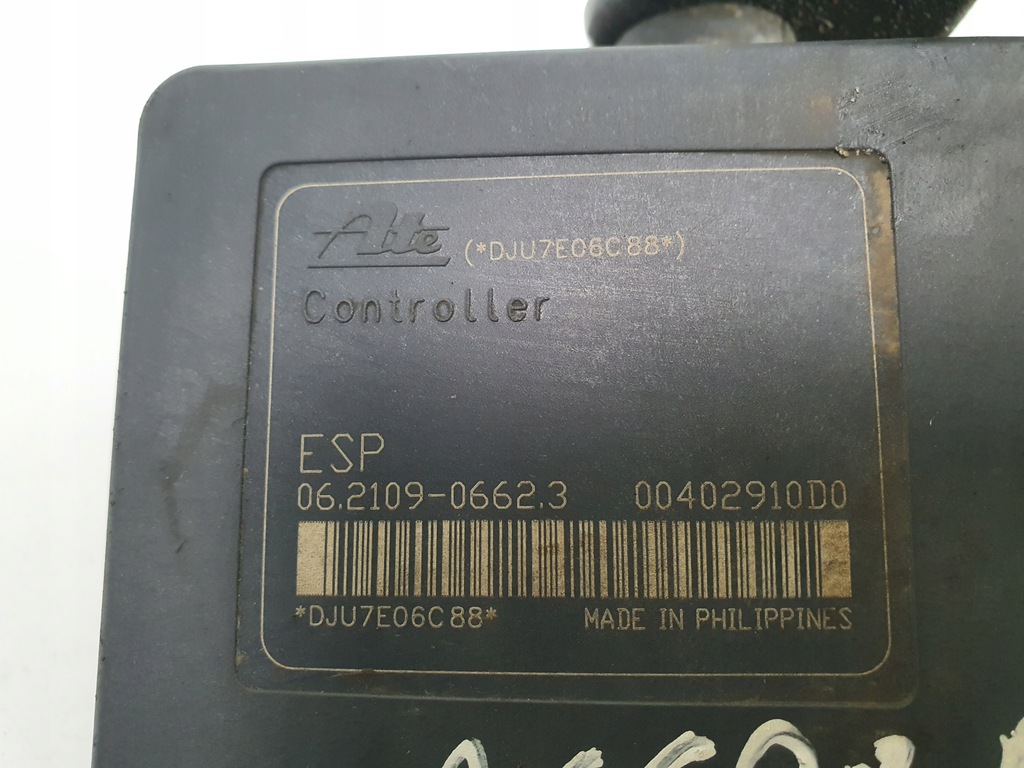 Ate (*DJU7E06C88*)
Controller
ESP
06.2109-0662.3 00402910D0
*DJU7E06C88* MADE IN PHILIPPINES